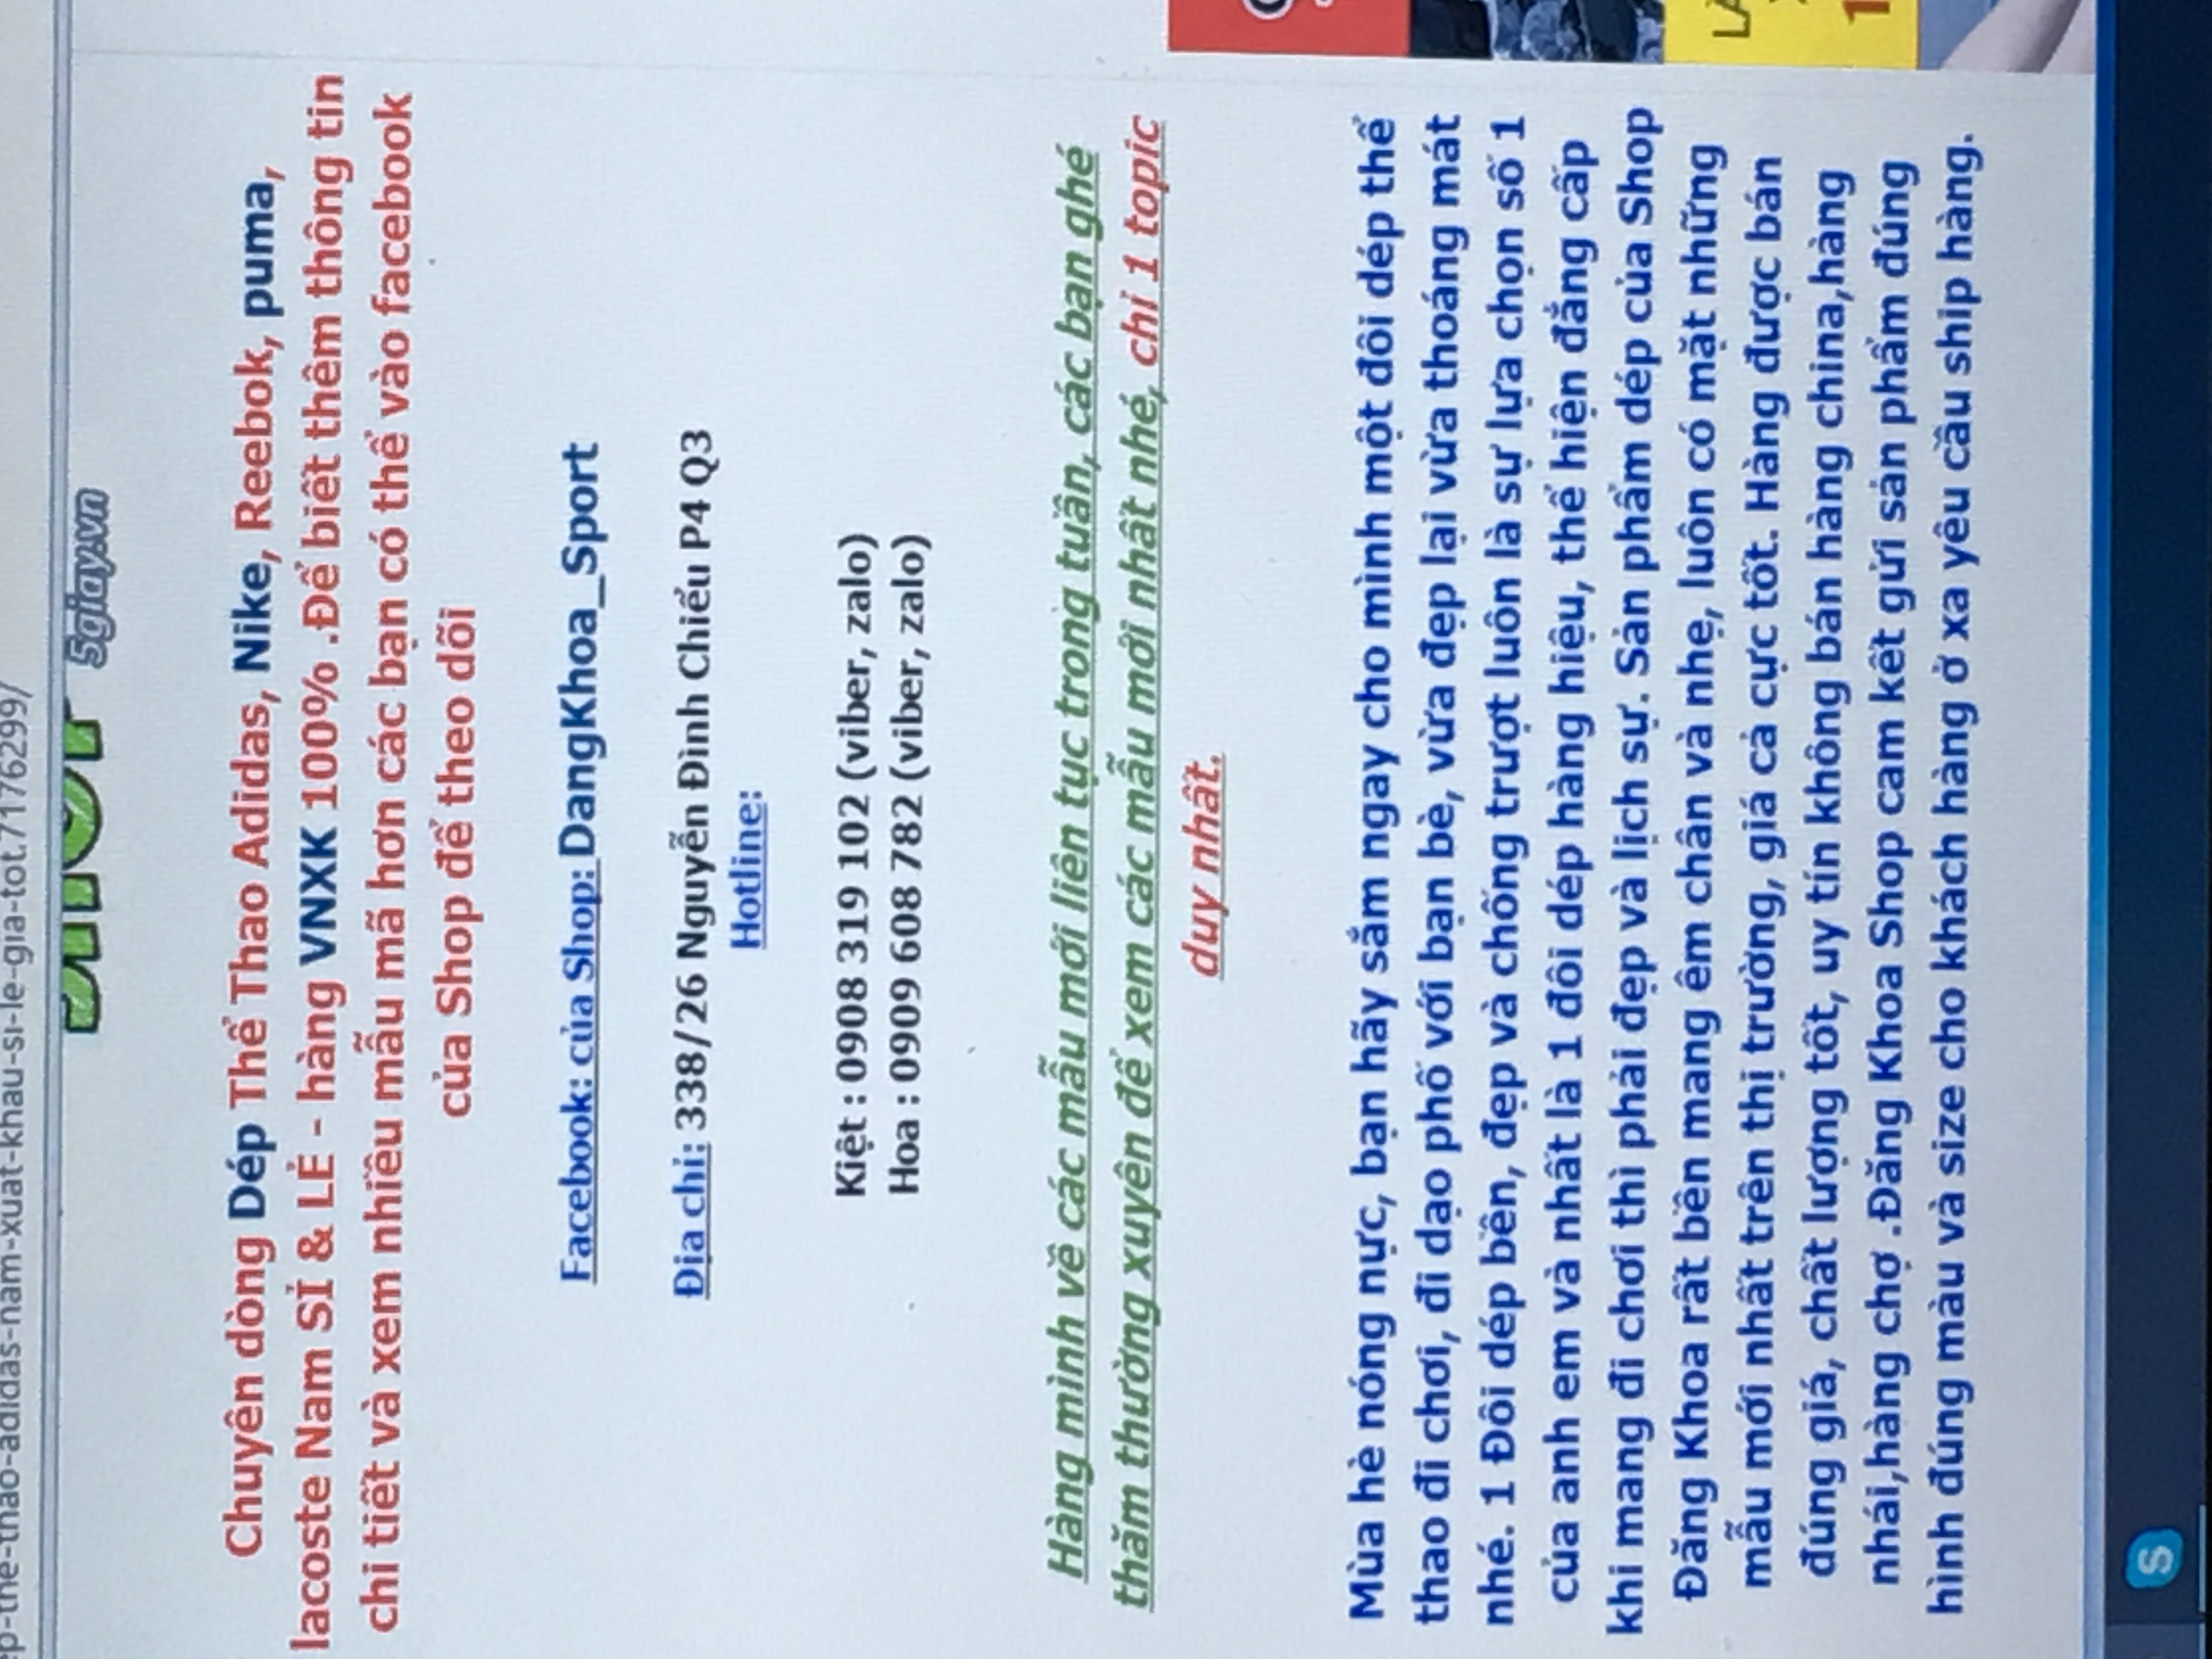 p-the-thao-adidas-nam-xuat-khau-si-le-gia-tot.7176299/
SHOP 5giay.vn
Chuyên dòng Dép Thể Thao Adidas, Nike, Reebok, puma,
lacoste Nam SỈ & LẺ - hàng VNXK 100% .Để biết thêm thông tin
chi tiết và xem nhiều mẫu mã hơn các bạn có thể vào facebook
của Shop để theo dõi
Facebook: của Shop: DangKhoa_Sport
Địa chỉ: 338/26 Nguyễn Đình Chiểu P4 Q3
Hotline:
Kiệt : 0908 319 102 (viber, zalo)
Hoa : 0909 608 782 (viber, zalo)
Hàng mình về các mẫu mới liên tục trong tuần, các bạn ghé
thăm thường xuyên để xem các mẫu mới nhất nhé, chỉ 1 topic
duy nhất.
Mùa hè nóng nực, bạn hãy sắm ngay cho mình một đôi dép thể
thao đi chơi, đi dạo phố với bạn bè, vừa đẹp lại vừa thoáng mát
nhé. 1 Đôi dép bền, đẹp và chống trượt luôn là sự lựa chọn số 1
của anh em và nhất là 1 đôi dép hàng hiệu, thể hiện đẳng cấp
khi mang đi chơi thì phải đẹp và lịch sự. Sản phẩm dép của Shop
Đăng Khoa rất bền mang êm chân và nhẹ, luôn có mặt những
mẫu mới nhất trên thị trường, giá cả cực tốt. Hàng được bán
đúng giá, chất lượng tốt, uy tín không bán hàng china,hàng
nhái,hàng chợ .Đăng Khoa Shop cam kết gửi sản phẩm đúng
hình đúng màu và size cho khách hàng ở xa yêu cầu ship hàng.
S